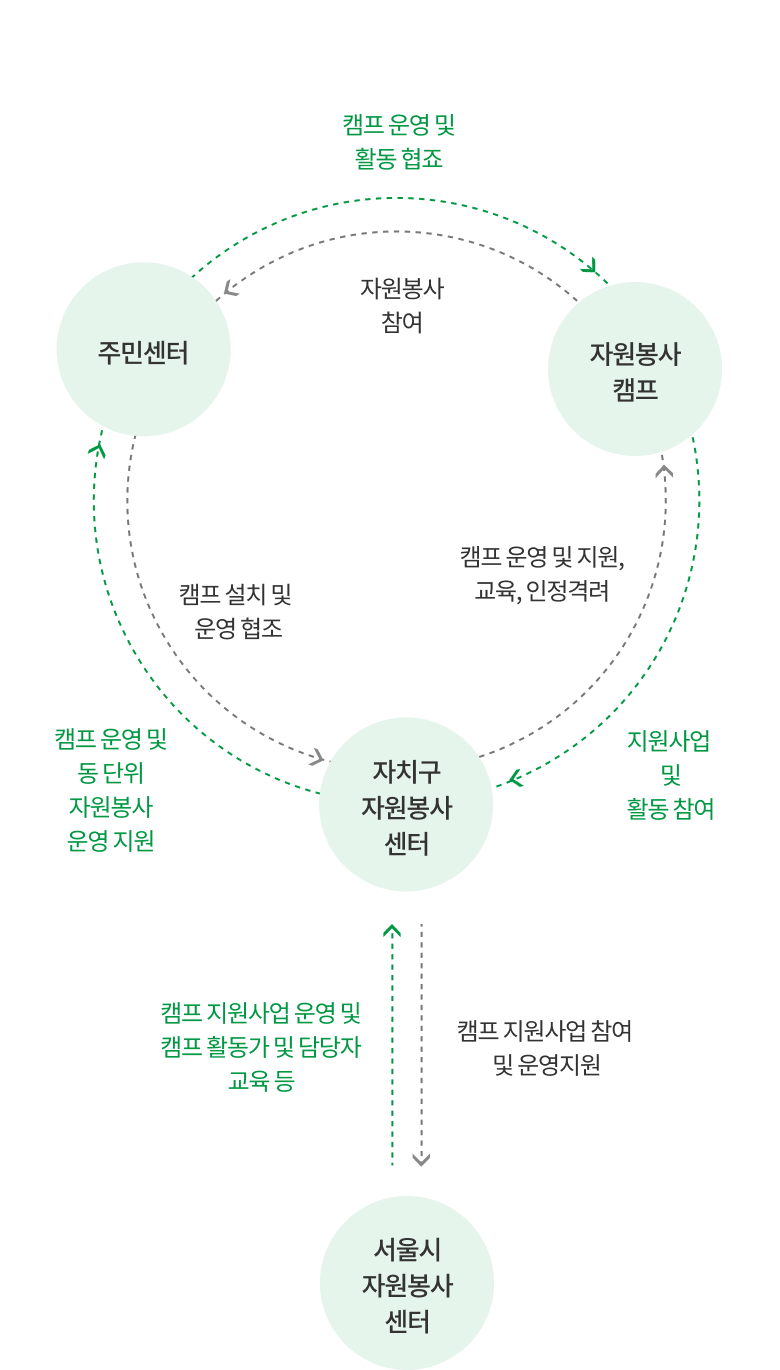 캠프 운영 및
활동 협죠
자원봉사
참여
주민센터
자원봉사
캠프
캠프 운영 및 지원,
교육, 인정격려
캠프 설치 및
운영 협조
캠프 운영 및
동 단위
자원봉사
운영 지원
지원사업
및
활동 참여
자치구
자원봉사
센터
캠프 지원사업 운영 및
캠프 활동가 및 담당자
교육 등
캠프 지원사업 참여
및 운영지원
서울시
자원봉사
센터